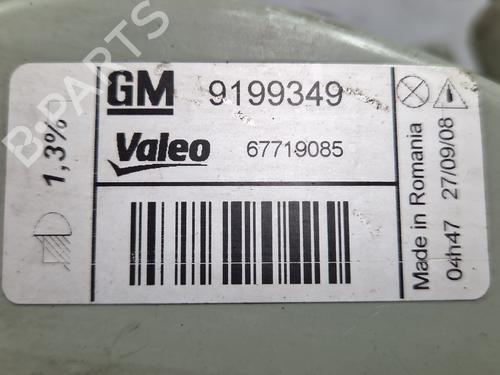 GM 9199349
Valeo 67719085
1,3%
Made in Romania
04h47 27/09/08
B-PARTS